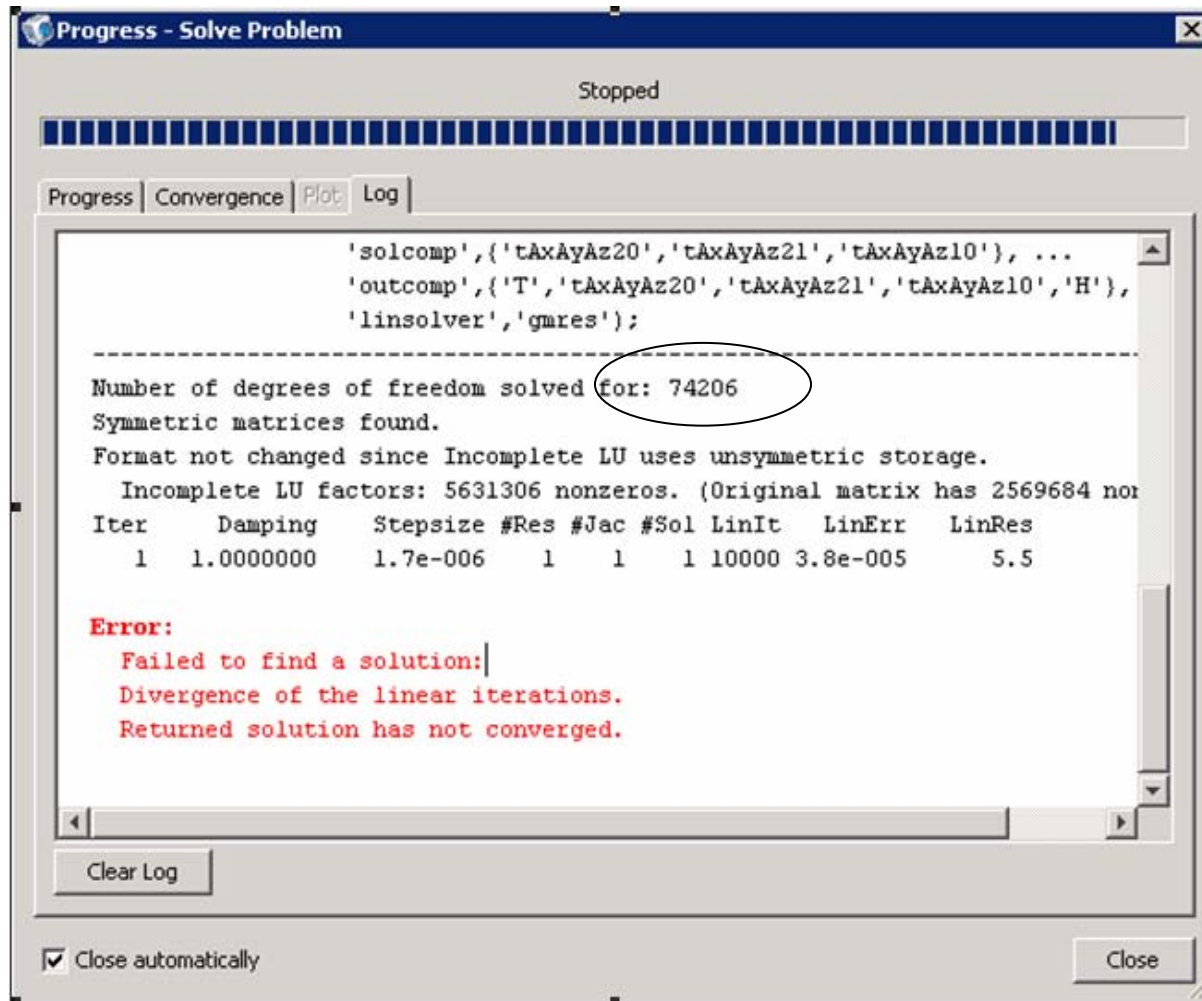 Progress - Solve Problem
Stopped
Progress Convergence Plot Log
'solcomp',{'tAxAyAz20','tAxAyAz21','tAxAyAz10'}, ...
'outcomp',{'T','tAxAyAz20','tAxAyAz21','tAxAyAz10','H'},
'linsolver','gmres');
--------------------------------------------------------------------------
Number of degrees of freedom solved for: 74206
Symmetric matrices found.
Format not changed since Incomplete LU uses unsymmetric storage.
Incomplete LU factors: 5631306 nonzeros. (Original matrix has 2569684 non
Iter Damping Stepsize #Res #Jac #Sol LinIt LinErr LinRes
1 1.0000000 1.7e-006 1 1 1 10000 3.8e-005 5.5
Error:
Failed to find a solution:
Divergence of the linear iterations.
Returned solution has not converged.
Clear Log
Close automatically
Close